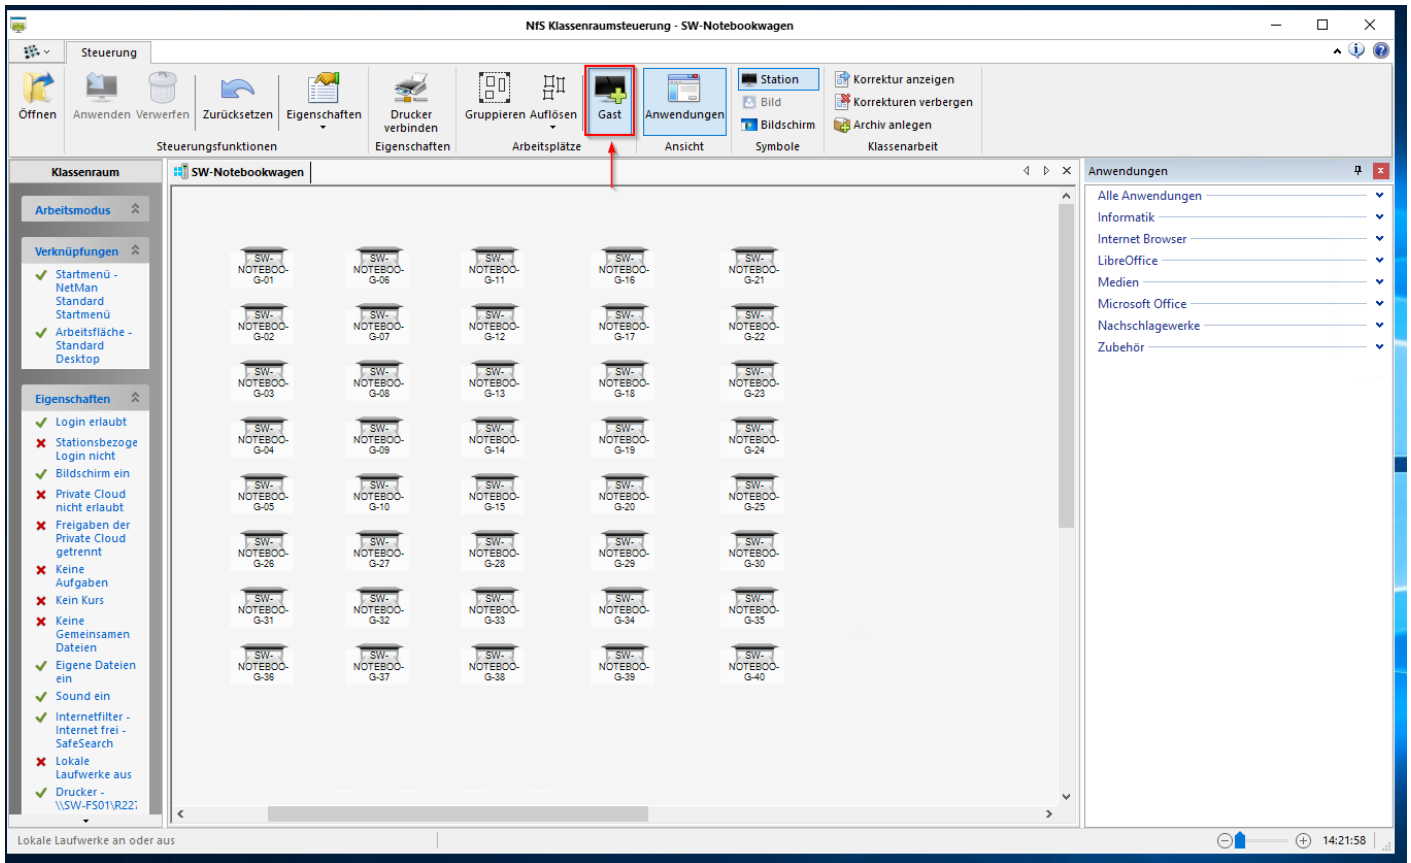 NfS Klassenraumsteuerung - SW-Notebookwagen
Steuerung
Öffnen
Anwenden
Verwerfen
Zurücksetzen
Eigenschaften
Steuerungsfunktionen
Drucker
verbinden
Eigenschaften
Gruppieren
Auflösen
Gast
Arbeitsplätze
Anwendungen
Ansicht
Station
Bild
Bildschirm
Symbole
Korrektur anzeigen
Korrekturen verbergen
Archiv anlegen
Klassenarbeit
Klassenraum
Arbeitsmodus
Verknüpfungen
Startmenü -
NetMan
Standard
Startmenü
Arbeitsfläche -
Standard
Desktop
Eigenschaften
Login erlaubt
Stationsbezoge
Login nicht
Bildschirm ein
Private Cloud
nicht erlaubt
Freigaben der
Private Cloud
getrennt
Keine
Aufgaben
Kein Kurs
Keine
Gemeinsamen
Dateien
Eigene Dateien
ein
Sound ein
Internetfilter -
Internet frei -
SafeSearch
Lokale
Laufwerke aus
Drucker -
\\SW-FS01\R227
SW-Notebookwagen
SW- SW- SW- SW- SW-
NOTEBOO- NOTEBOO- NOTEBOO- NOTEBOO- NOTEBOO-
G-01 G-06 G-11 G-16 G-21
SW- SW- SW- SW- SW-
NOTEBOO- NOTEBOO- NOTEBOO- NOTEBOO- NOTEBOO-
G-02 G-07 G-12 G-17 G-22
SW- SW- SW- SW- SW-
NOTEBOO- NOTEBOO- NOTEBOO- NOTEBOO- NOTEBOO-
G-03 G-08 G-13 G-18 G-23
SW- SW- SW- SW- SW-
NOTEBOO- NOTEBOO- NOTEBOO- NOTEBOO- NOTEBOO-
G-04 G-09 G-14 G-19 G-24
SW- SW- SW- SW- SW-
NOTEBOO- NOTEBOO- NOTEBOO- NOTEBOO- NOTEBOO-
G-05 G-10 G-15 G-20 G-25
SW- SW- SW- SW- SW-
NOTEBOO- NOTEBOO- NOTEBOO- NOTEBOO- NOTEBOO-
G-26 G-27 G-28 G-29 G-30
SW- SW- SW- SW- SW-
NOTEBOO- NOTEBOO- NOTEBOO- NOTEBOO- NOTEBOO-
G-31 G-32 G-33 G-34 G-35
SW- SW- SW- SW- SW-
NOTEBOO- NOTEBOO- NOTEBOO- NOTEBOO- NOTEBOO-
G-36 G-37 G-38 G-39 G-40
Anwendungen
Alle Anwendungen
Informatik
Internet Browser
LibreOffice
Medien
Microsoft Office
Nachschlagewerke
Zubehör
Lokale Laufwerke an oder aus
14:21:58